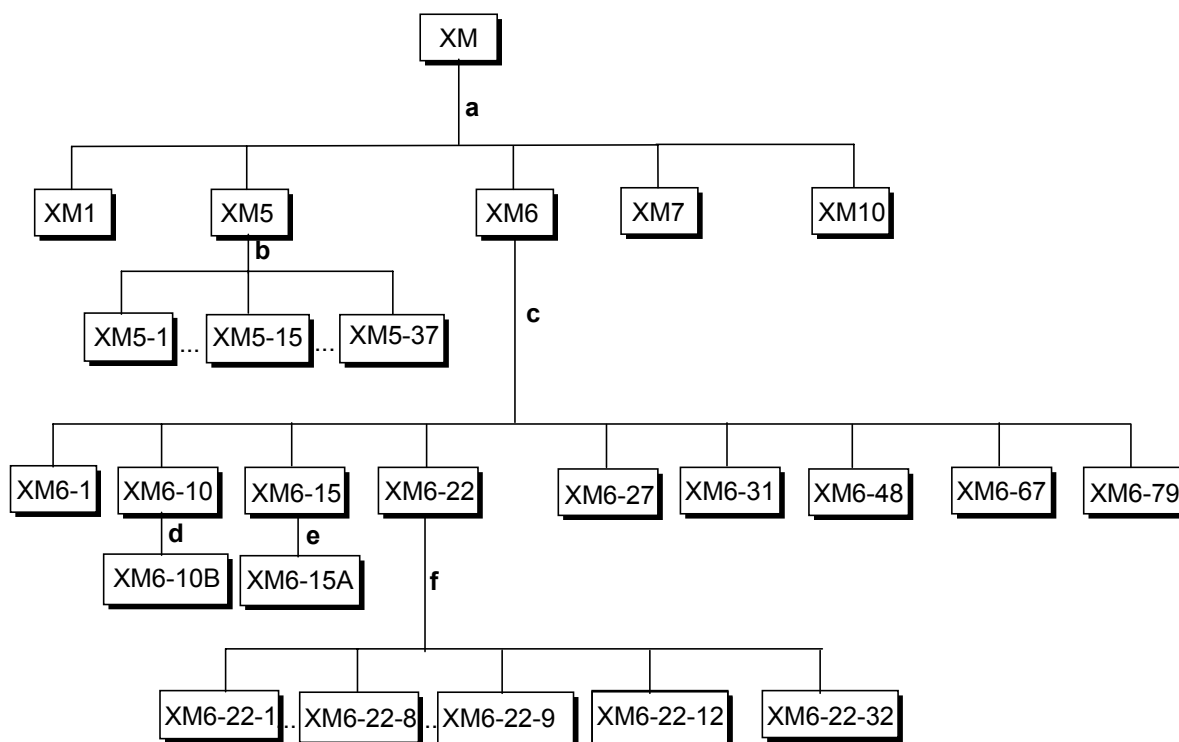 XM
a
XM1 XM5 XM6 XM7 XM10
b
c
XM5-1 ... XM5-15 ... XM5-37
XM6-1 XM6-10 XM6-15 XM6-22 XM6-27 XM6-31 XM6-48 XM6-67 XM6-79
d e
XM6-10B XM6-15A f
XM6-22-1 ... XM6-22-8 ... XM6-22-9 XM6-22-12 XM6-22-32